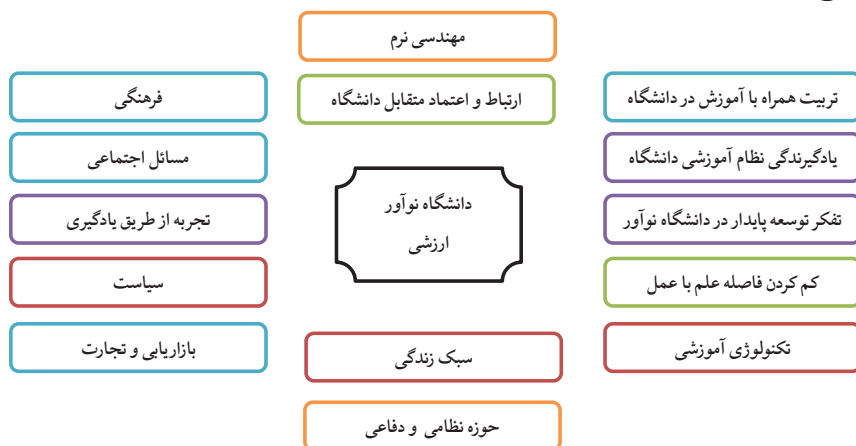 مهندسی نرم
ارتباط و اعتماد متقابل دانشگاه
تربیت همراه با آموزش در دانشگاه
یادگیرندگی نظام آموزشی دانشگاه
تفکر توسعه پایدار در دانشگاه نوآور
کم کردن فاصله علم با عمل
تکنولوژی آموزشی
دانشگاه نوآور
ارزشی
فرهنگی
مسائل اجتماعی
تجربه از طریق یادگیری
سیاست
بازاریابی و تجارت
سبک زندگی
حوزه نظامی و دفاعی